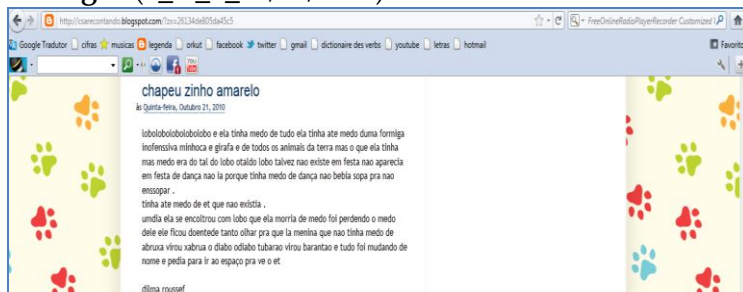 http://csarecontando.blogspot.com/?zx=26134de805da45c5
FreeOnlineRadioPlayerRecorder Customized
Google Tradutor cifras musicas legenda orkut facebook twitter gmail dictionaire des verbs youtube letras hotmail Favorito
chapeu zinho amarelo
às Quinta-feira, Outubro 21, 2010
lobolobolobolobolobo e ela tinha medo de tudo ela tinha ate medo duma formiga
inofenssiva minhoca e girafa e de todos os animais da terra mas o que ela tinha
mas medo era do tal do lobo otaldo lobo talvez nao existe em festa nao aparecia
em festa de dança nao ia porque tinha medo de dança nao bebia sopa pra nao
enssopar .
tinha ate medo de et que nao existia .
umdia ela se encoltrou com lobo que ela morria de medo foi perdendo o medo
dele ele ficou doentede tanto olhar pra que la menina que nao tinha medo de
abruxa virou xabrua o diabo odiabo tubarao virou barantao e tudo foi mudando de
nome e pedia para ir ao espaço pra ve o et
dilma roussef